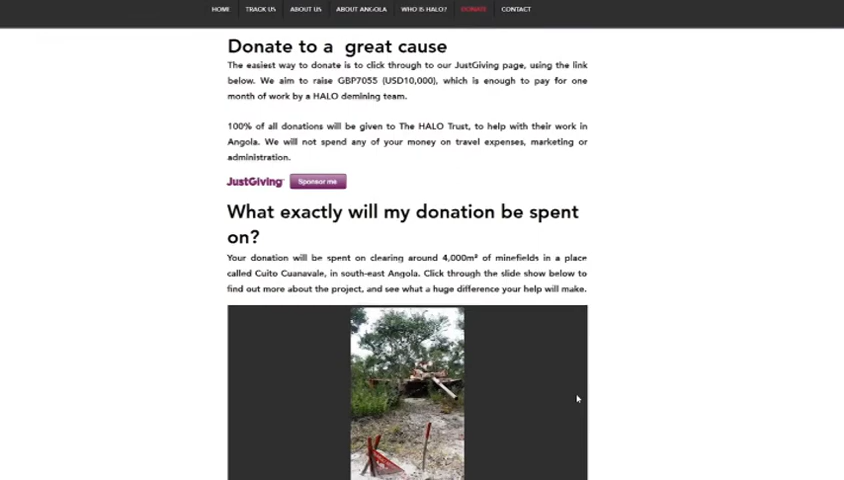 HOME TRACK US ABOUT US ABOUT ANGOLA WHO IS HALO? DONATE CONTACT
Donate to a great cause
The easiest way to donate is to click through to our JustGiving page, using the link
below. We aim to raise GBP7055 (USD10,000), which is enough to pay for one
month of work by a HALO demining team.
100% of all donations will be given to The HALO Trust, to help with their work in
Angola. We will not spend any of your money on travel expenses, marketing or
administration.
JustGiving™ Sponsor me
What exactly will my donation be spent
on?
Your donation will be spent on clearing around 4,000m² of minefields in a place
called Cuito Cuanavale, in south-east Angola. Click through the slide show below to
find out more about the project, and see what a huge difference your help will make.